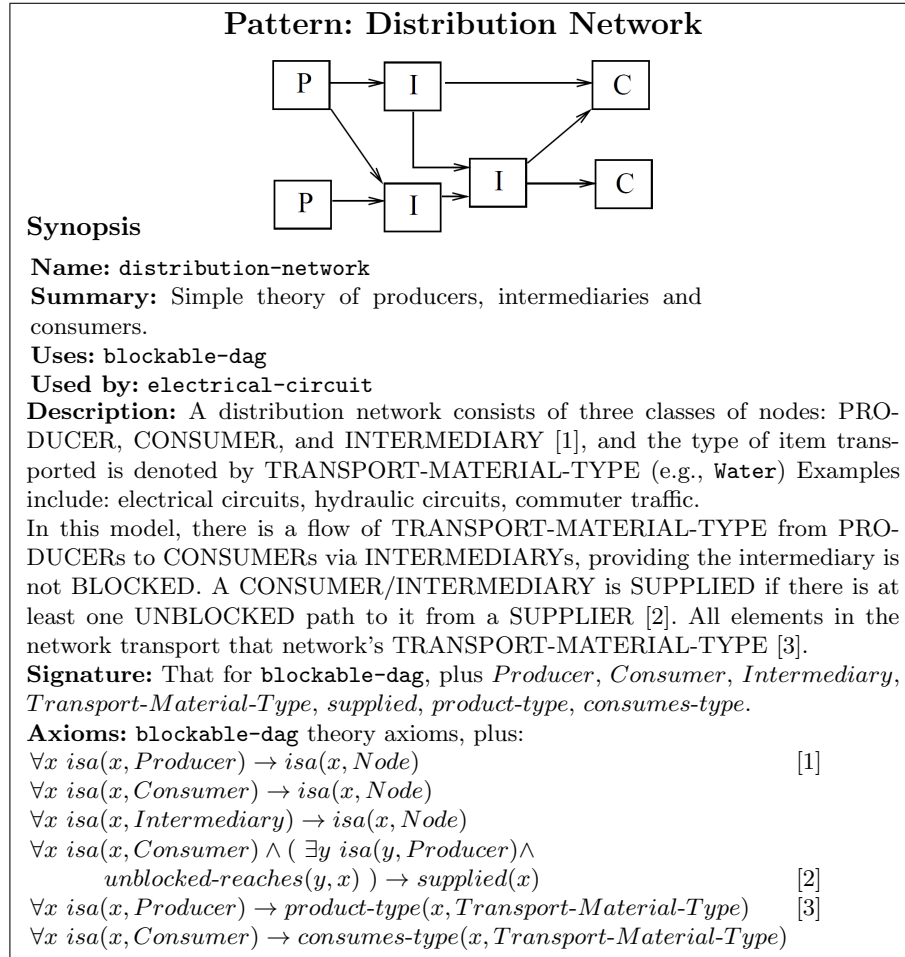 Pattern: Distribution Network
P
I
C
I
P
I
C
Synopsis
Name: distribution-network
Summary: Simple theory of producers, intermediaries and
consumers.
Uses: blockable-dag
Used by: electrical-circuit
Description: A distribution network consists of three classes of nodes: PRO-
DUCER, CONSUMER, and INTERMEDIARY [1], and the type of item trans-
ported is denoted by TRANSPORT-MATERIAL-TYPE (e.g., Water) Examples
include: electrical circuits, hydraulic circuits, commuter traffic.
In this model, there is a flow of TRANSPORT-MATERIAL-TYPE from PRO-
DUCERs to CONSUMERs via INTERMEDIARYs, providing the intermediary is
not BLOCKED. A CONSUMER/INTERMEDIARY is SUPPLIED if there is at
least one UNBLOCKED path to it from a SUPPLIER [2]. All elements in the
network transport that network's TRANSPORT-MATERIAL-TYPE [3].
Signature: That for blockable-dag, plus Producer, Consumer, Intermediary,
Transport-Material-Type, supplied, product-type, consumes-type.
Axioms: blockable-dag theory axioms, plus:
∀x isa(x, Producer) → isa(x, Node) [1]
∀x isa(x, Consumer) → isa(x, Node)
∀x isa(x, Intermediary) → isa(x, Node)
∀x isa(x, Consumer) ∧ ( ∃y isa(y, Producer)∧
unblocked-reaches(y, x) ) → supplied(x) [2]
∀x isa(x, Producer) → product-type(x, Transport-Material-Type) [3]
∀x isa(x, Consumer) → consumes-type(x, Transport-Material-Type)